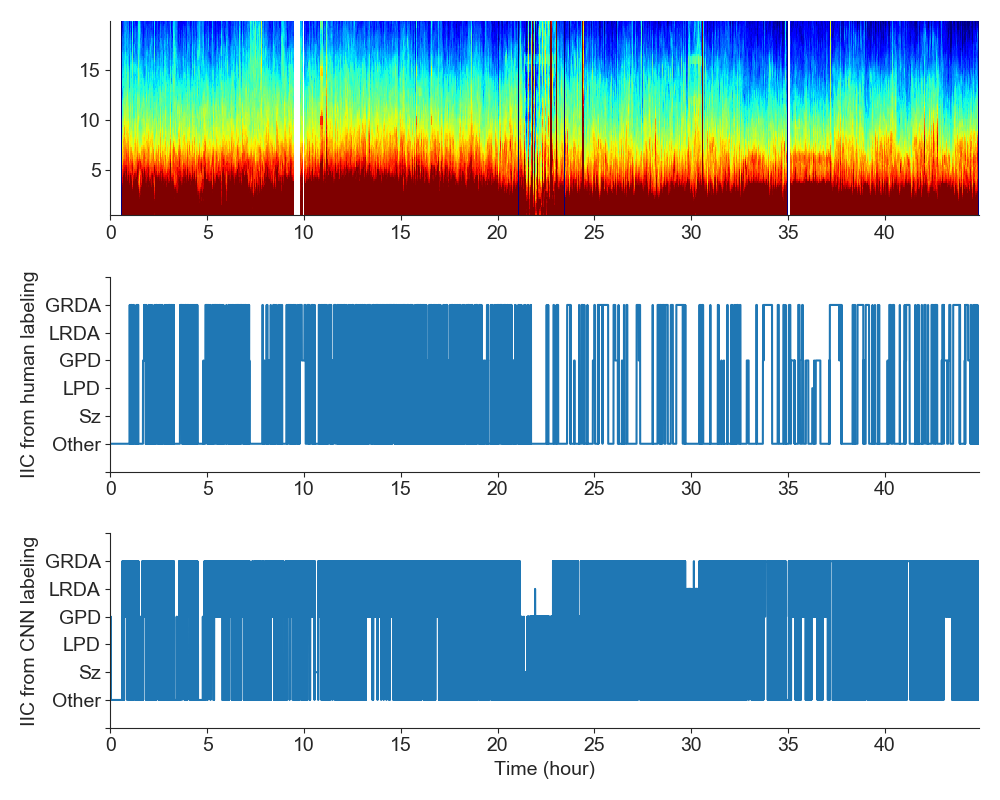 15
10
5
0 5 10 15 20 25 30 35 40
IIC from human labeling
GRDA
LRDA
GPD
LPD
Sz
Other
0 5 10 15 20 25 30 35 40
IIC from CNN labeling
GRDA
LRDA
GPD
LPD
Sz
Other
0 5 10 15 20 25 30 35 40
Time (hour)